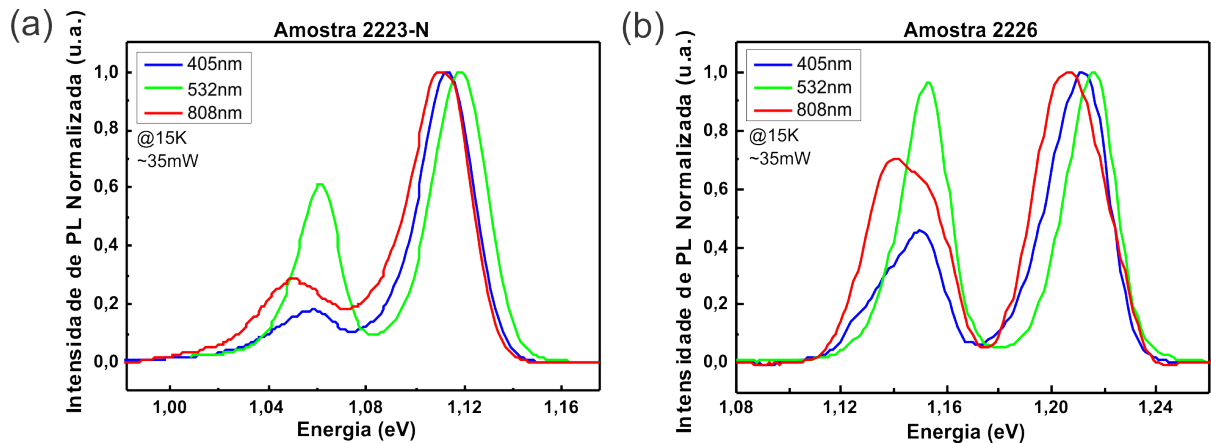 (a)
Amostra 2223-N
Intensidade de PL Normalizada (u.a.)
1,0
0,8
0,6
0,4
0,2
0,0
405nm
532nm
808nm
@15K
~35mW
1,00 1,04 1,08 1,12 1,16
Energia (eV)
(b)
Amostra 2226
Intensidade de PL Normalizada (u.a.)
1,0
0,8
0,6
0,4
0,2
0,0
405nm
532nm
808nm
@15K
~35mW
1,08 1,12 1,16 1,20 1,24
Energia (eV)